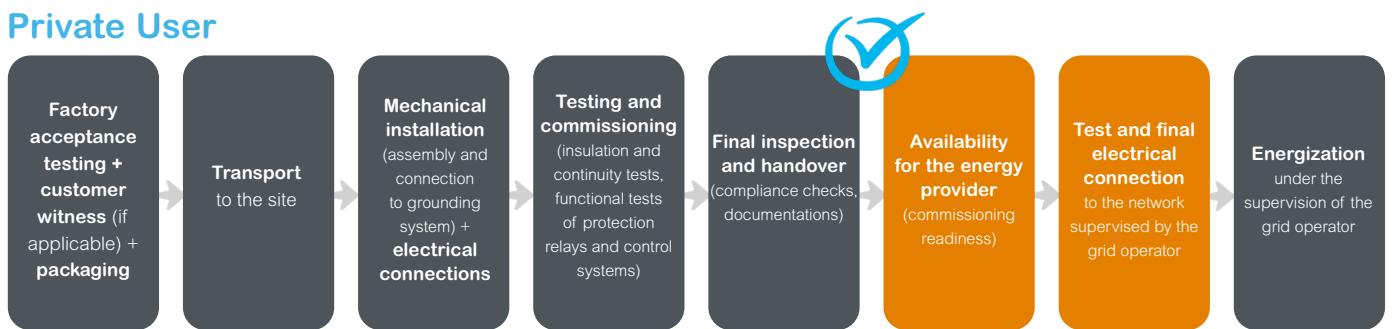 Private User
Factory
acceptance
testing +
customer
witness (if
applicable) +
packaging
Transport
to the site
Mechanical
installation
(assembly and
connection
to grounding
system) +
electrical
connections
Testing and
commissioning
(insulation and
continuity tests,
functional tests
of protection
relays and control
systems)
Final inspection
and handover
(compliance checks,
documentations)
Availability
for the energy
provider
(commissioning
readiness)
Test and final
electrical
connection
to the network
supervised by the
grid operator
Energization
under the
supervision of the
grid operator